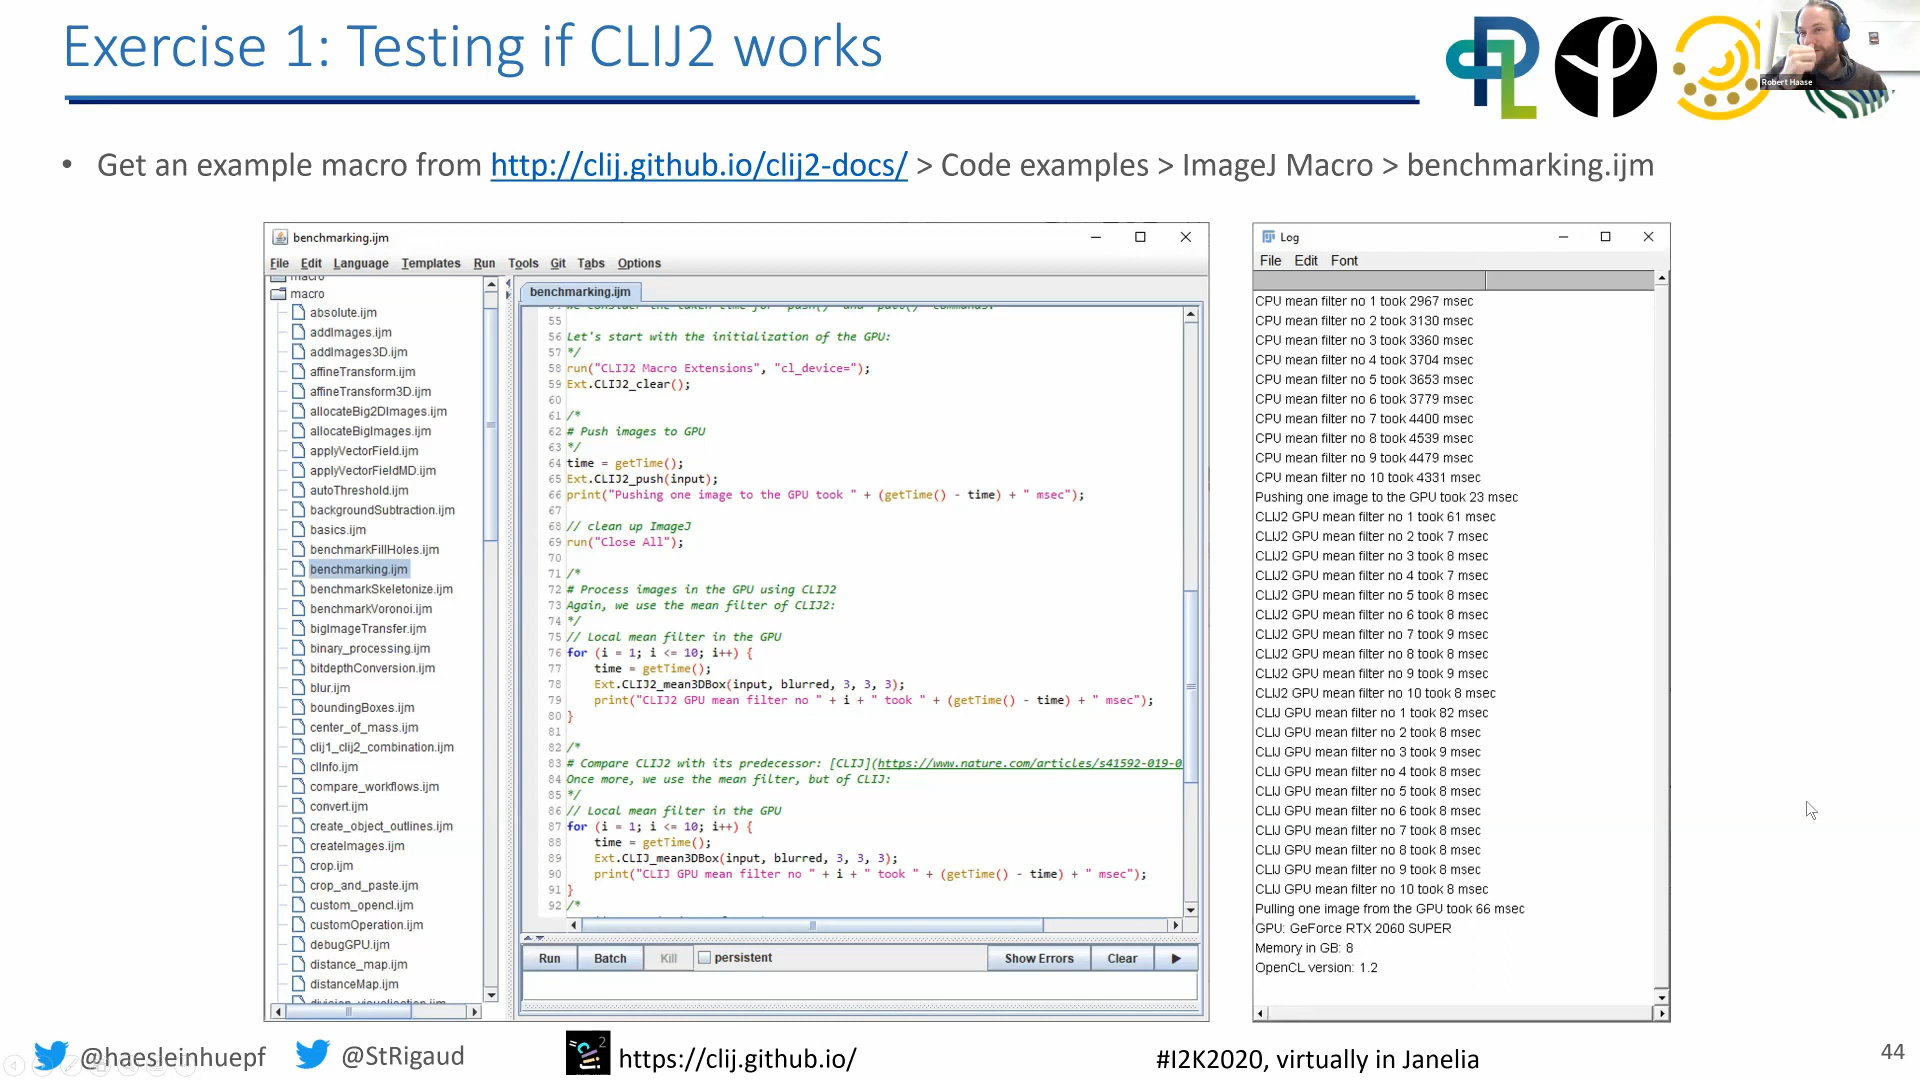 Exercise 1: Testing if CLIJ2 works
Robert Haase
• Get an example macro from http://clij.github.io/clij2-docs/ > Code examples > ImageJ Macro > benchmarking.ijm
benchmarking.ijm
File Edit Language Templates Run Tools Git Tabs Options
macro
macro
absolute.ijm
addImages.ijm
addImages3D.ijm
affineTransform.ijm
affineTransform3D.ijm
allocateBig2DImages.ijm
allocateBigImages.ijm
applyVectorField.ijm
applyVectorFieldMD.ijm
autoThreshold.ijm
backgroundSubtraction.ijm
basics.ijm
benchmarkFillHoles.ijm
benchmarking.ijm
benchmarkSkeletonize.ijm
benchmarkVoronoi.ijm
bigImageTransfer.ijm
binary_processing.ijm
bitdepthConversion.ijm
blur.ijm
boundingBoxes.ijm
center_of_mass.ijm
clij1_clij2_combination.ijm
clInfo.ijm
compare_workflows.ijm
convert.ijm
create_object_outlines.ijm
createImages.ijm
crop.ijm
crop_and_paste.ijm
custom_opencl.ijm
customOperation.ijm
debugGPU.ijm
distance_map.ijm
distanceMap.ijm
division_visualisation.ijm
benchmarking.ijm
55
56 Let's start with the initialization of the GPU:
57 */
58 run("CLIJ2 Macro Extensions", "cl_device=");
59 Ext.CLIJ2_clear();
60
61 /*
62 # Push images to GPU
63 */
64 time = getTime();
65 Ext.CLIJ2_push(input);
66 print("Pushing one image to the GPU took " + (getTime() - time) + " msec");
67
68 // clean up ImageJ
69 run("Close All");
70
71 /*
72 # Process images in the GPU using CLIJ2
73 Again, we use the mean filter of CLIJ2:
74 */
75 // Local mean filter in the GPU
76 for (i = 1; i <= 10; i++) {
77 time = getTime();
78 Ext.CLIJ2_mean3DBox(input, blurred, 3, 3, 3);
79 print("CLIJ2 GPU mean filter no " + i + " took " + (getTime() - time) + " msec");
80 }
81
82 /*
83 # Compare CLIJ2 with its predecessor: [CLIJ](https://www.nature.com/articles/s41592-019-0
84 Once more, we use the mean filter, but of CLIJ:
85 */
86 // Local mean filter in the GPU
87 for (i = 1; i <= 10; i++) {
88 time = getTime();
89 Ext.CLIJ_mean3DBox(input, blurred, 3, 3, 3);
90 print("CLIJ GPU mean filter no " + i + " took " + (getTime() - time) + " msec");
91 }
92 /*
Run Batch Kill persistent Show Errors Clear
Log
File Edit Font
CPU mean filter no 1 took 2967 msec
CPU mean filter no 2 took 3130 msec
CPU mean filter no 3 took 3360 msec
CPU mean filter no 4 took 3704 msec
CPU mean filter no 5 took 3653 msec
CPU mean filter no 6 took 3779 msec
CPU mean filter no 7 took 4400 msec
CPU mean filter no 8 took 4539 msec
CPU mean filter no 9 took 4479 msec
CPU mean filter no 10 took 4331 msec
Pushing one image to the GPU took 23 msec
CLIJ2 GPU mean filter no 1 took 61 msec
CLIJ2 GPU mean filter no 2 took 7 msec
CLIJ2 GPU mean filter no 3 took 8 msec
CLIJ2 GPU mean filter no 4 took 7 msec
CLIJ2 GPU mean filter no 5 took 8 msec
CLIJ2 GPU mean filter no 6 took 8 msec
CLIJ2 GPU mean filter no 7 took 9 msec
CLIJ2 GPU mean filter no 8 took 8 msec
CLIJ2 GPU mean filter no 9 took 9 msec
CLIJ2 GPU mean filter no 10 took 8 msec
CLIJ GPU mean filter no 1 took 82 msec
CLIJ GPU mean filter no 2 took 8 msec
CLIJ GPU mean filter no 3 took 9 msec
CLIJ GPU mean filter no 4 took 8 msec
CLIJ GPU mean filter no 5 took 8 msec
CLIJ GPU mean filter no 6 took 8 msec
CLIJ GPU mean filter no 7 took 8 msec
CLIJ GPU mean filter no 8 took 8 msec
CLIJ GPU mean filter no 9 took 8 msec
CLIJ GPU mean filter no 10 took 8 msec
Pulling one image from the GPU took 66 msec
GPU: GeForce RTX 2060 SUPER
Memory in GB: 8
OpenCL version: 1.2
@haesleinhuepf @StRigaud https://clij.github.io/ #I2K2020, virtually in Janelia 44